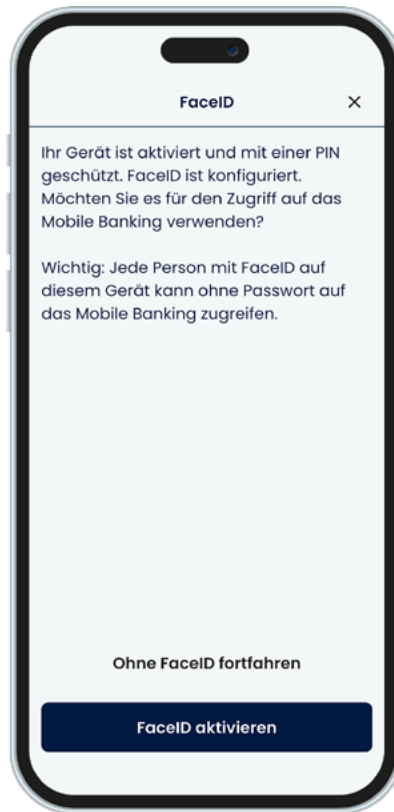 FaceID
Ihr Gerät ist aktiviert und mit einer PIN
geschützt. FaceID ist konfiguriert.
Möchten Sie es für den Zugriff auf das
Mobile Banking verwenden?
Wichtig: Jede Person mit FaceID auf
diesem Gerät kann ohne Passwort auf
das Mobile Banking zugreifen.
Ohne FaceID fortfahren
FaceID aktivieren